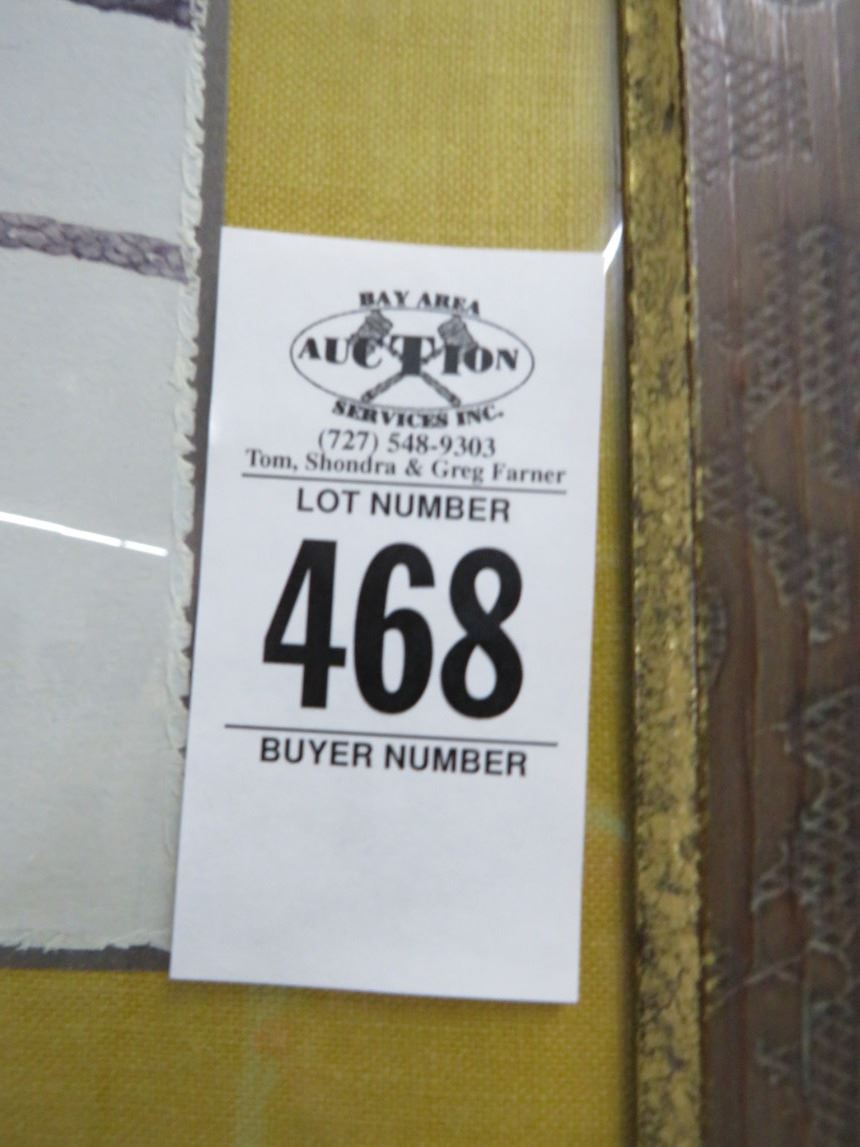 BAY AREA
AUCTION
SERVICES INC.
(727) 548-9303
Tom, Shondra & Greg Farner
LOT NUMBER
468
BUYER NUMBER